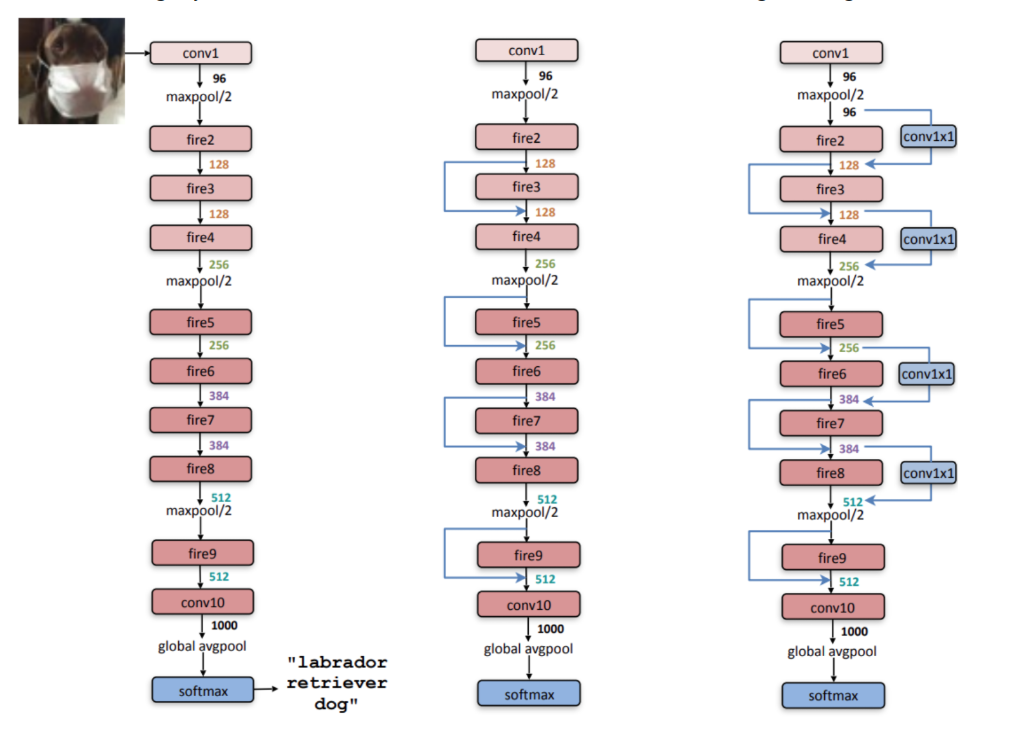 conv1
96
maxpool/2
fire2
128
fire3
128
fire4
256
maxpool/2
fire5
256
fire6
384
fire7
384
fire8
512
maxpool/2
fire9
512
conv10
1000
global avgpool
softmax
"labrador
retriever
dog"
conv1
96
maxpool/2
fire2
128
fire3
128
fire4
256
maxpool/2
fire5
256
fire6
384
fire7
384
fire8
512
maxpool/2
fire9
512
conv10
1000
global avgpool
softmax
conv1
96
maxpool/2
96
conv1x1
fire2
128
fire3
128
conv1x1
fire4
256
maxpool/2
fire5
256
conv1x1
fire6
384
fire7
384
conv1x1
fire8
512
maxpool/2
fire9
512
conv10
1000
global avgpool
softmax